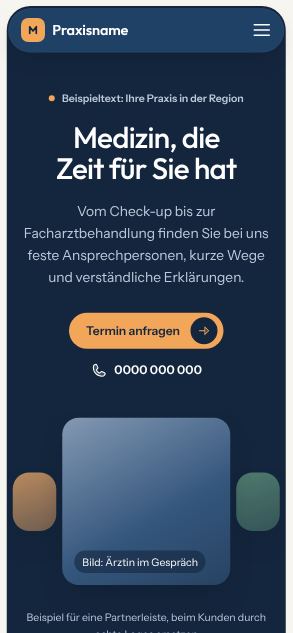 M Praxisname
Beispieltext: Ihre Praxis in der Region
Medizin, die
Zeit für Sie hat
Vom Check-up bis zur
Facharztbehandlung finden Sie bei uns
feste Ansprechpersonen, kurze Wege
und verständliche Erklärungen.
Termin anfragen
0000 000 000
Bild: Ärztin im Gespräch
Beispiel für eine Partnerleiste, beim Kunden durch